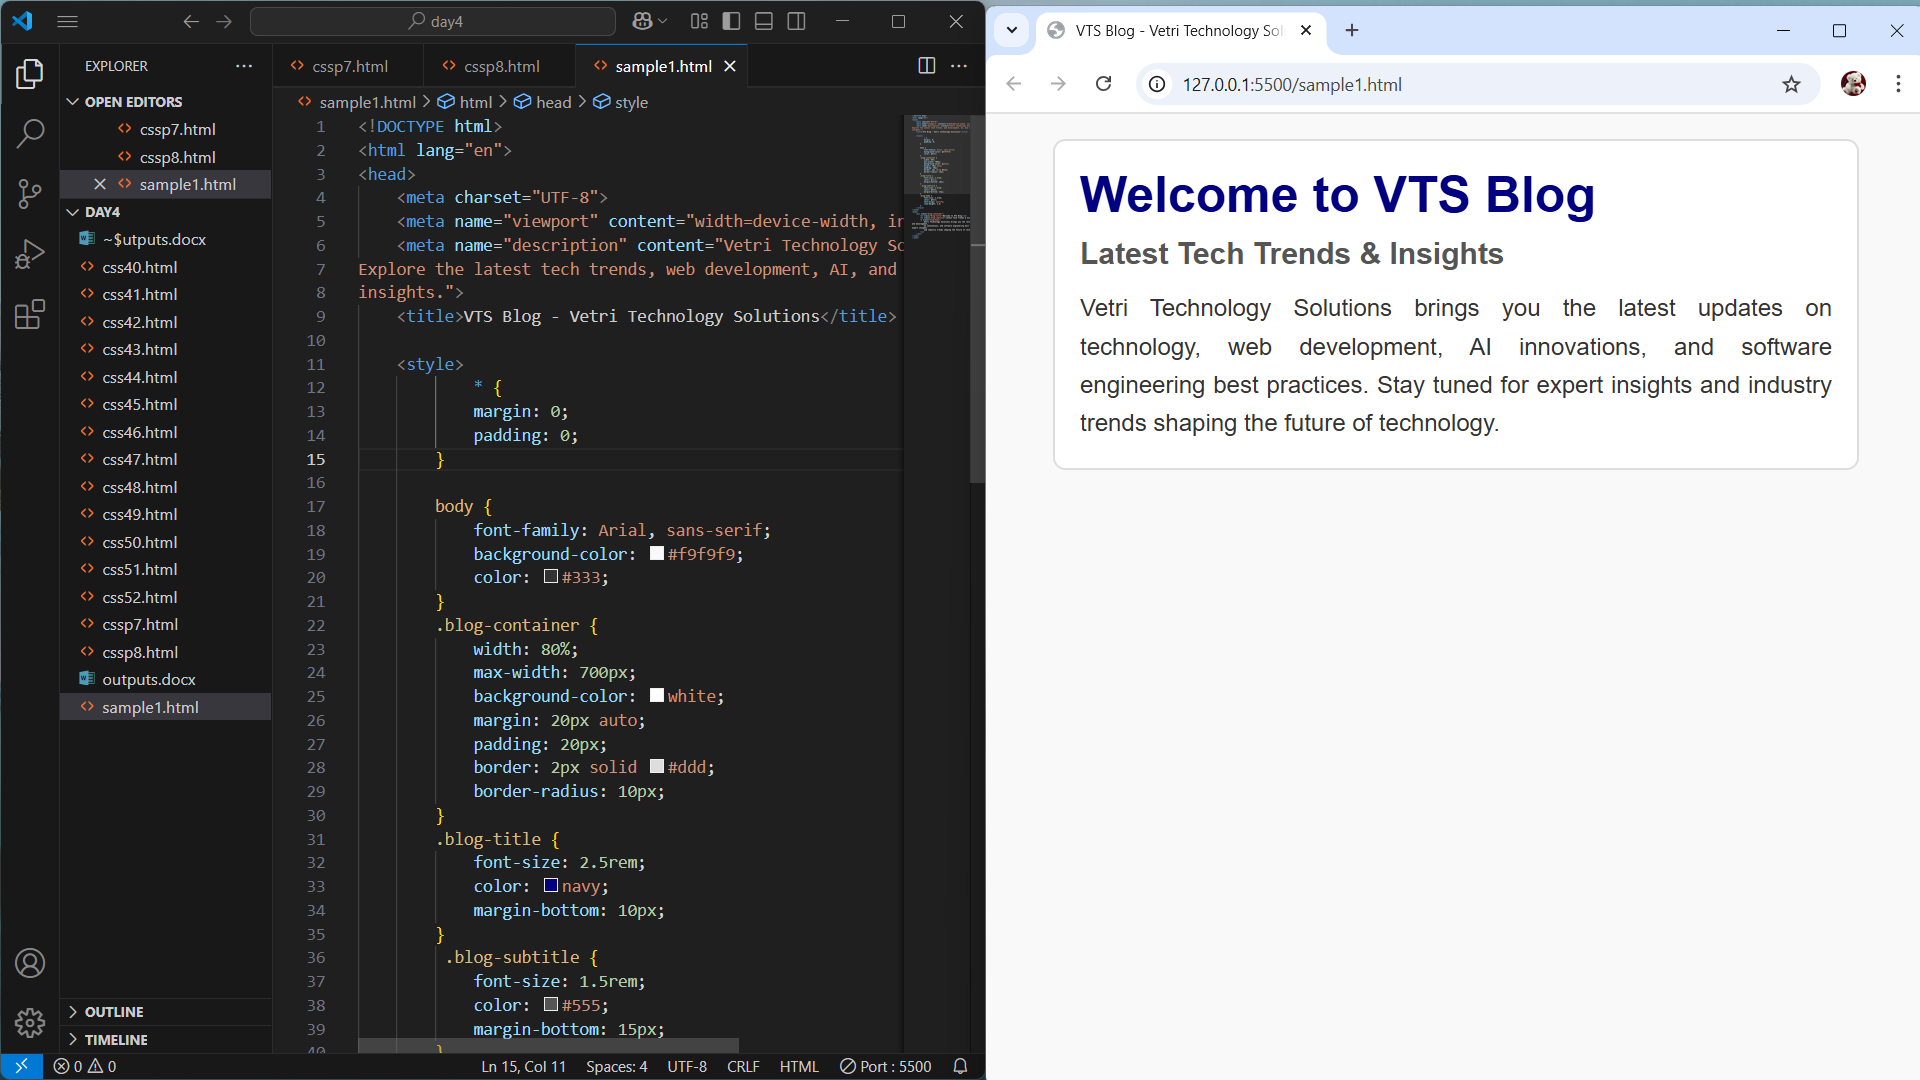 day4
EXPLORER
OPEN EDITORS
cssp7.html
cssp8.html
sample1.html
DAY4
~$utputs.docx
css40.html
css41.html
css42.html
css43.html
css44.html
css45.html
css46.html
css47.html
css48.html
css49.html
css50.html
css51.html
css52.html
cssp7.html
cssp8.html
outputs.docx
sample1.html
OUTLINE
TIMELINE
cssp7.html cssp8.html sample1.html
sample1.html > html > head > style
1 <!DOCTYPE html>
2 <html lang="en">
3 <head>
4 <meta charset="UTF-8">
5 <meta name="viewport" content="width=device-width, in
6 <meta name="description" content="Vetri Technology So
7 Explore the latest tech trends, web development, AI, and
8 insights.">
9 <title>VTS Blog - Vetri Technology Solutions</title>
10
11 <style>
12 * {
13 margin: 0;
14 padding: 0;
15 }
16
17 body {
18 font-family: Arial, sans-serif;
19 background-color: #f9f9f9;
20 color: #333;
21 }
22 .blog-container {
23 width: 80%;
24 max-width: 700px;
25 background-color: white;
26 margin: 20px auto;
27 padding: 20px;
28 border: 2px solid #ddd;
29 border-radius: 10px;
30 }
31 .blog-title {
32 font-size: 2.5rem;
33 color: navy;
34 margin-bottom: 10px;
35 }
36 .blog-subtitle {
37 font-size: 1.5rem;
38 color: #555;
39 margin-bottom: 15px;
40 }
0 0 Ln 15, Col 11 Spaces: 4 UTF-8 CRLF HTML Port : 5500
VTS Blog - Vetri Technology Sol
127.0.0.1:5500/sample1.html
Welcome to VTS Blog
Latest Tech Trends & Insights
Vetri Technology Solutions brings you the latest updates on
technology, web development, AI innovations, and software
engineering best practices. Stay tuned for expert insights and industry
trends shaping the future of technology.